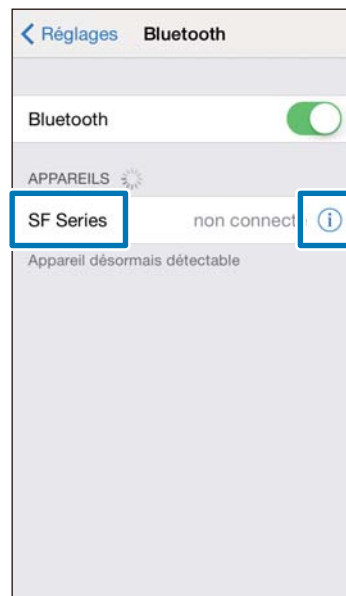 Réglages Bluetooth
Bluetooth
APPAREILS
SF Series non connect
Appareil désormais détectable